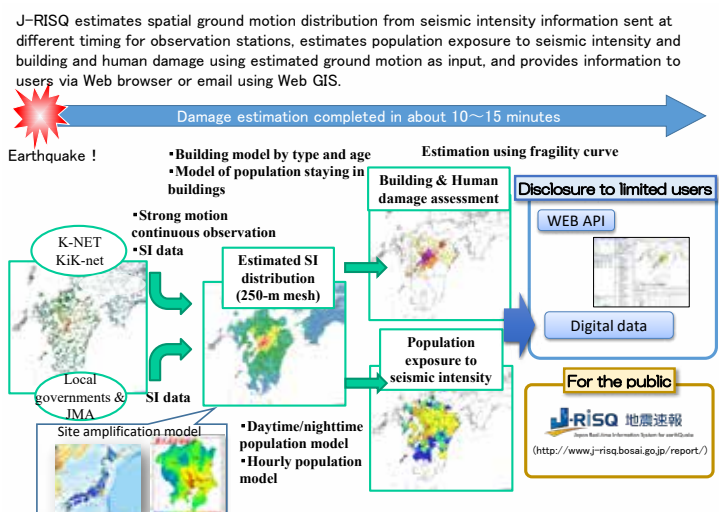 J-RISQ estimates spatial ground motion distribution from seismic intensity information sent at
different timing for observation stations, estimates population exposure to seismic intensity and
building and human damage using estimated ground motion as input, and provides information to
users via Web browser or email using Web GIS.
Damage estimation completed in about 10～15 minutes
Earthquake！
▪Building model by type and age
▪Model of population staying in
buildings
Estimation using fragility curve
Building & Human
damage assessment
Disclosure to limited users
WEB API
Digital data
▪Strong motion
continuous observation
▪SI data
K-NET
KiK-net
Estimated SI
distribution
(250-m mesh)
Population
exposure to
seismic intensity
Local
governments &
JMA
SI data
For the public
J-RISQ 地震速報
Japan Real-time Information System for earthQuake
(http://www.j-risq.bosai.go.jp/report/)
Site amplification model
▪Daytime/nighttime
population model
▪Hourly population
model